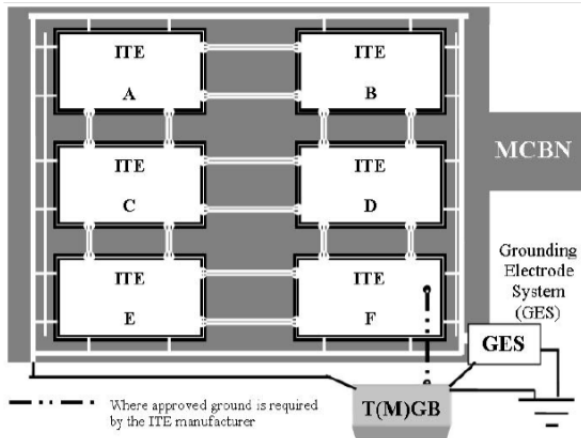 ITE
A
ITE
B
ITE
C
ITE
D
ITE
E
ITE
F
MCBN
Grounding
Electrode
System
(GES)
GES
T(M)GB
Where approved ground is required
by the ITE manufacturer